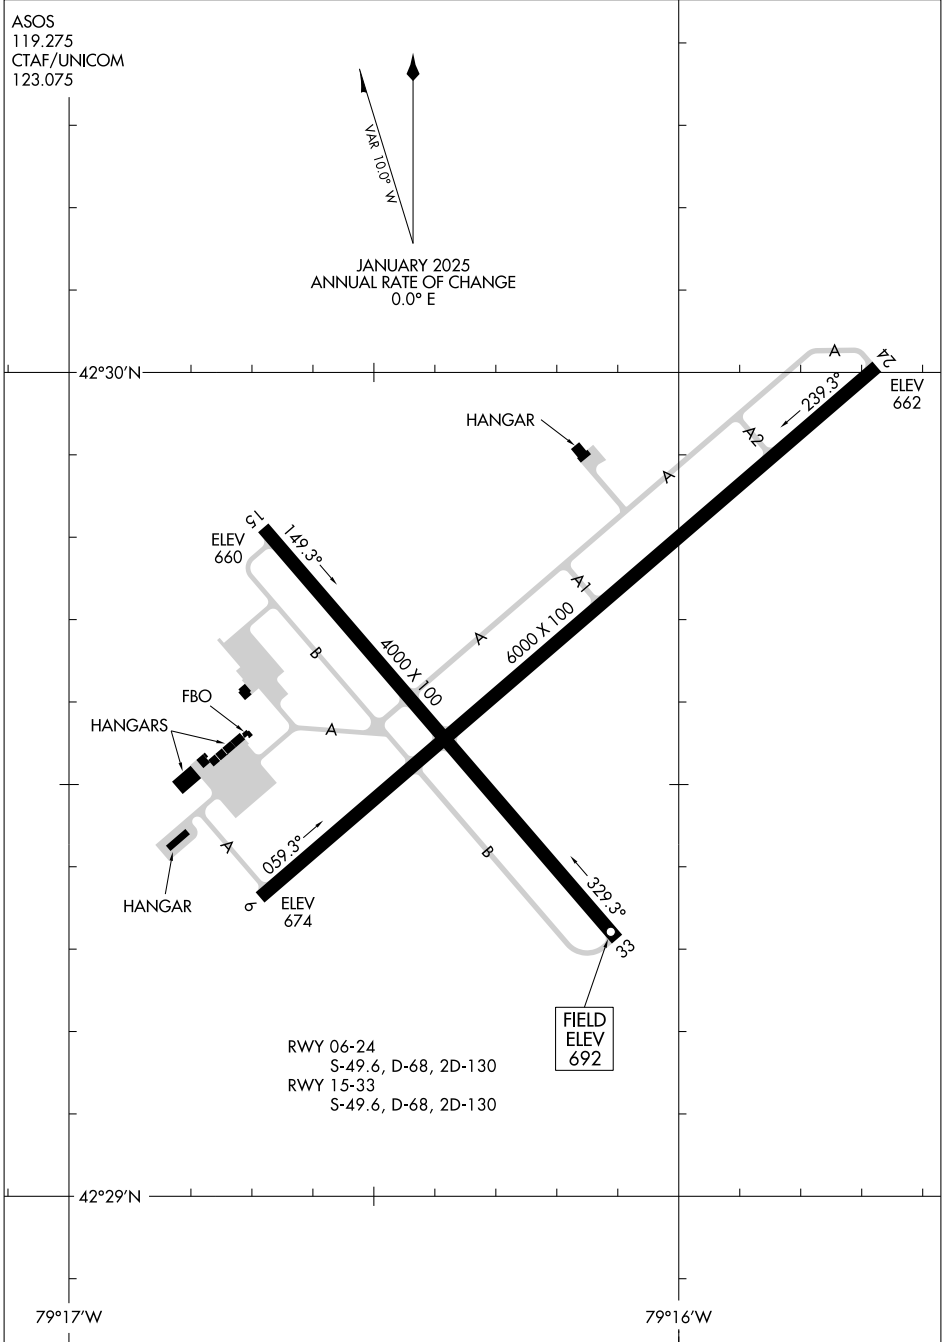 ASOS
119.275
CTAF/UNICOM
123.075
VAR 10.0° W
JANUARY 2025
ANNUAL RATE OF CHANGE
0.0° E
A
24
42°30'N
ELEV
662
239.3°
HANGAR
A2
A
15
ELEV
660
149.3°
A1
6000 X 100
A
B
4000 X 100
FBO
HANGARS
A
A
059.3°
B
HANGAR
6
ELEV
674
329.3°
33
FIELD
ELEV
692
RWY 06-24
S-49.6, D-68, 2D-130
RWY 15-33
S-49.6, D-68, 2D-130
42°29'N
79°17'W
79°16'W